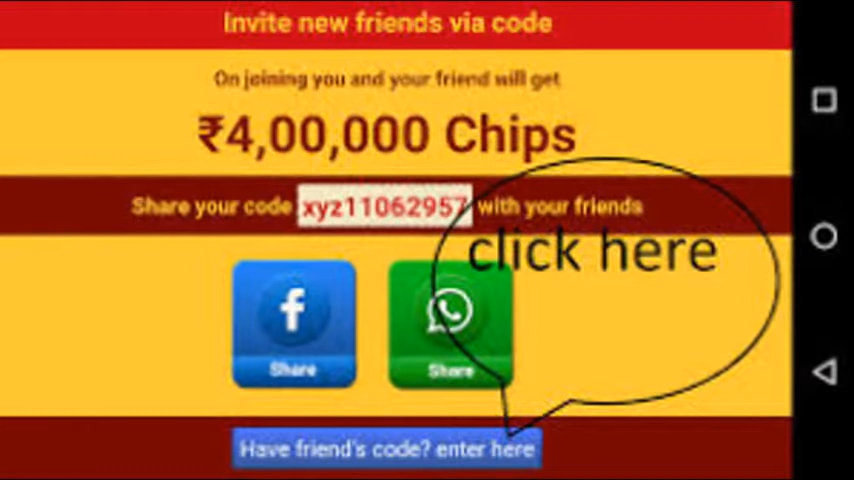 Invite new friends via code
On joining you and your friend will get
₹4,00,000 Chips
Share your code xyz11062957 with your friends
click here
f
Share
Share
Have friend's code? enter here